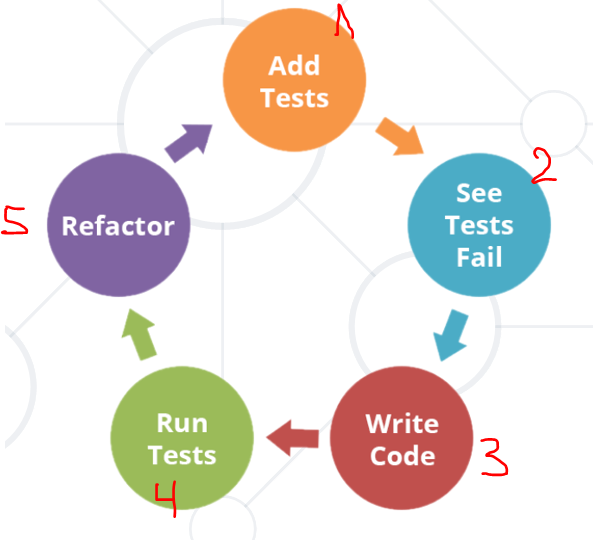 1
Add
Tests
2
See
Tests
Fail
3
Write
Code
Run
Tests
4
5
Refactor